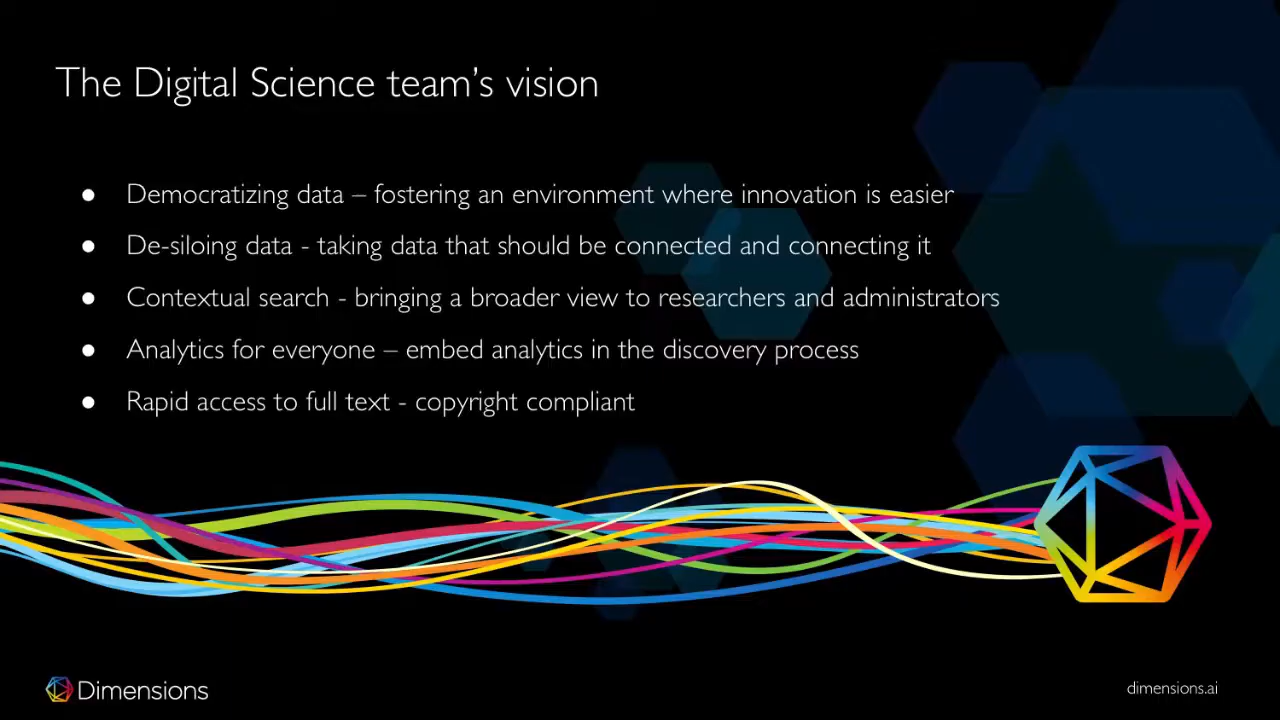 The Digital Science team’s vision
● Democratizing data – fostering an environment where innovation is easier
● De-siloing data - taking data that should be connected and connecting it
● Contextual search - bringing a broader view to researchers and administrators
● Analytics for everyone – embed analytics in the discovery process
● Rapid access to full text - copyright compliant
Dimensions
dimensions.ai